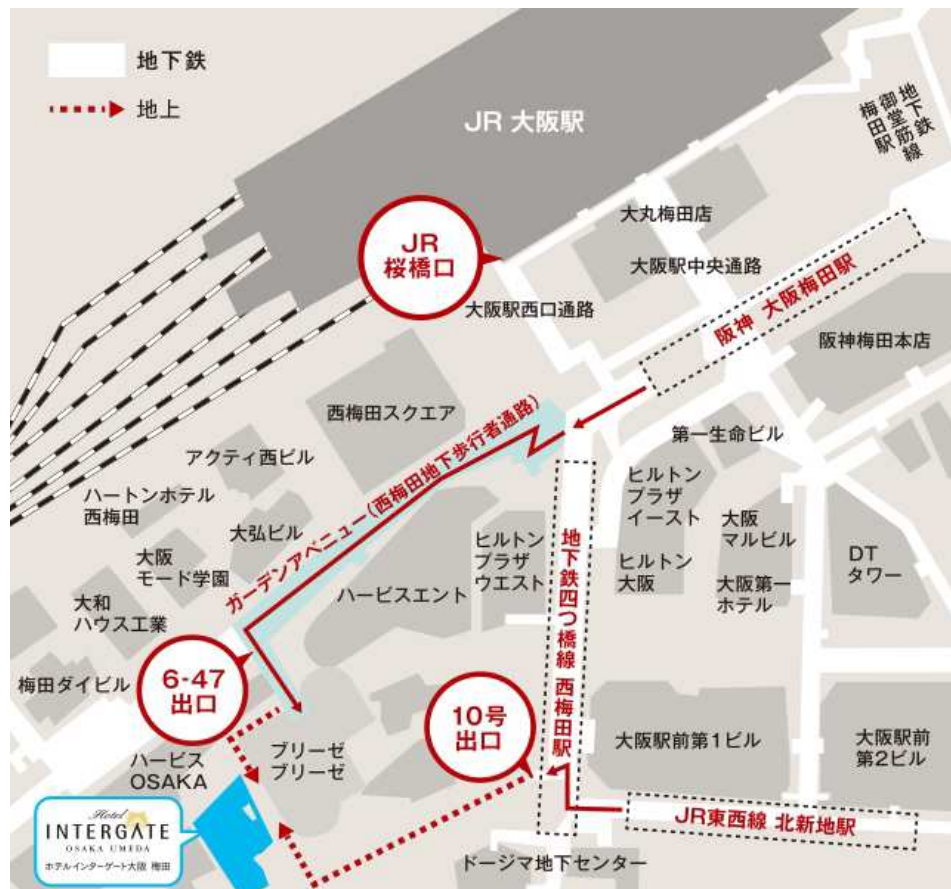 地下鉄
地上
JR 大阪駅
地下鉄
御堂筋線
梅田駅
JR
桜橋口
大丸梅田店
大阪駅中央通路
大阪駅西口通路
阪神 大阪梅田駅
阪神梅田本店
西梅田スクエア
第一生命ビル
アクティ西ビル
ガーデンアベニュー(西梅田地下歩行者通路)
ハートンホテル
西梅田
大弘ビル
大阪
モード学園
大和
ハウス工業
梅田ダイビル
ハービスエント
ヒルトン
プラザ
ウエスト
地下鉄四つ橋線 西梅田駅
ヒルトン
プラザ
イースト
ヒルトン
大阪
大阪
マルビル
大阪第一
ホテル
DT
タワー
6-47
出口
10号
出口
ハービス
OSAKA
ブリーゼ
ブリーゼ
大阪駅前第1ビル
大阪駅前
第2ビル
JR東西線 北新地駅
ドージマ地下センター
Hotel
INTERGATE
OSAKA UMEDA
ホテルインターゲート大阪 梅田